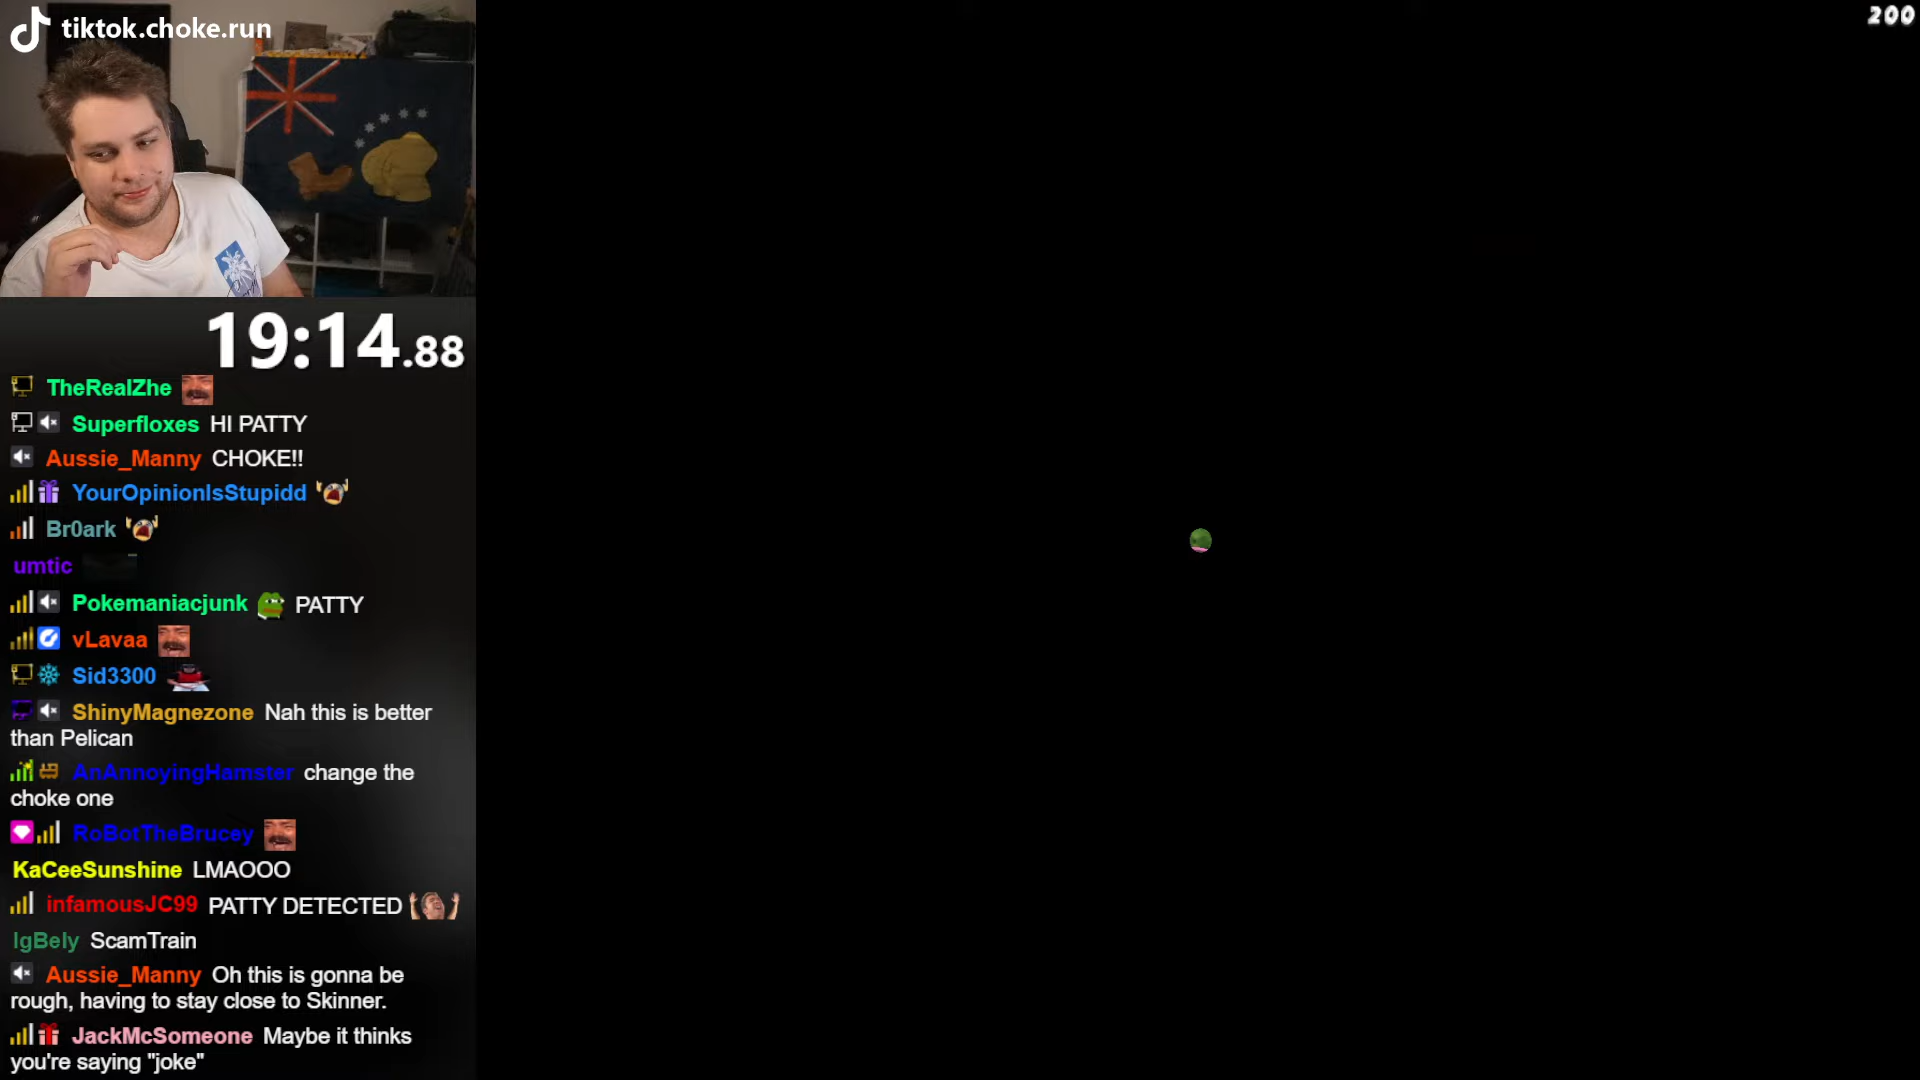 tiktok.choke.run
200
19:14.88
TheRealZhe
Superfloxes HI PATTY
Aussie_Manny CHOKE!!
YourOpinionIsStupidd
Br0ark
umtic
Pokemaniacjunk PATTY
vLavaa
Sid3300
ShinyMagnezone Nah this is better
than Pelican
AnAnnoyingHamster change the
choke one
RoBotTheBrucey
KaCeeSunshine LMAOOO
infamousJC99 PATTY DETECTED
IgBely ScamTrain
Aussie_Manny Oh this is gonna be
rough, having to stay close to Skinner.
JackMcSomeone Maybe it thinks
you're saying "joke"